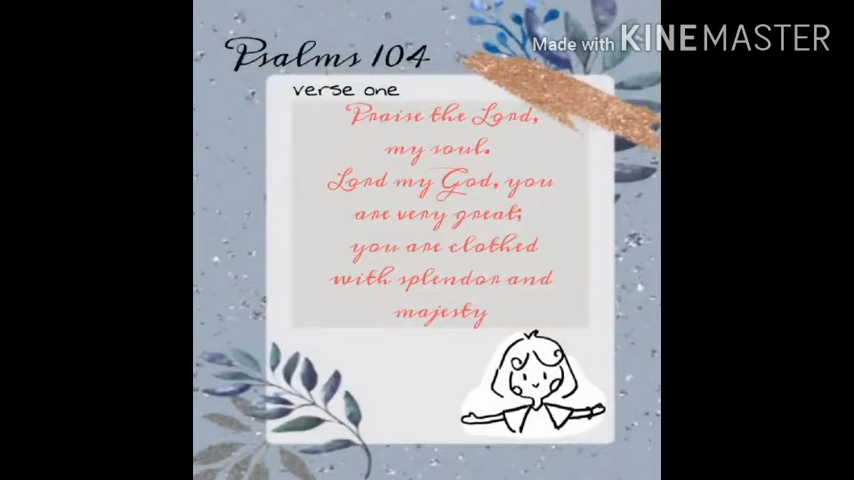 Made with KINEMASTER
Psalms 104
verse one
Praise the Lord,
my soul.
Lord my God, you
are very great;
you are clothed
with splendor and
majesty